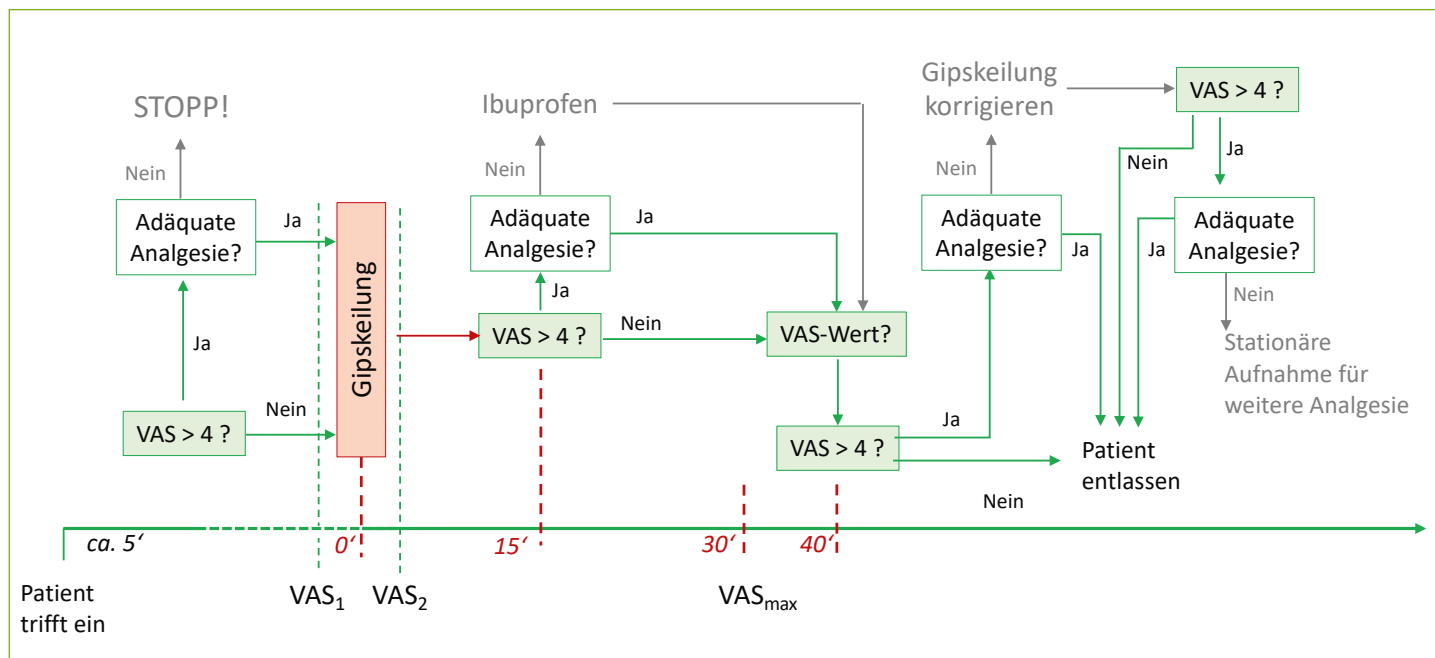 STOPP!
Nein
Adäquate
Analgesie?
Ja
Ja
VAS > 4 ?
Nein
Gipskeilung
Ibuprofen
Nein
Adäquate
Analgesie?
Ja
Ja
VAS > 4 ?
Nein
VAS-Wert?
VAS > 4 ?
Ja
Nein
Gipskeilung
korrigieren
Nein
Adäquate
Analgesie?
Ja
VAS > 4 ?
Nein
Ja
Adäquate
Analgesie?
Ja
Nein
Stationäre
Aufnahme für
weitere Analgesie
Patient
entlassen
ca. 5‘
0‘
15‘
30‘
40‘
Patient
trifft ein
VAS1
VAS2
VASmax